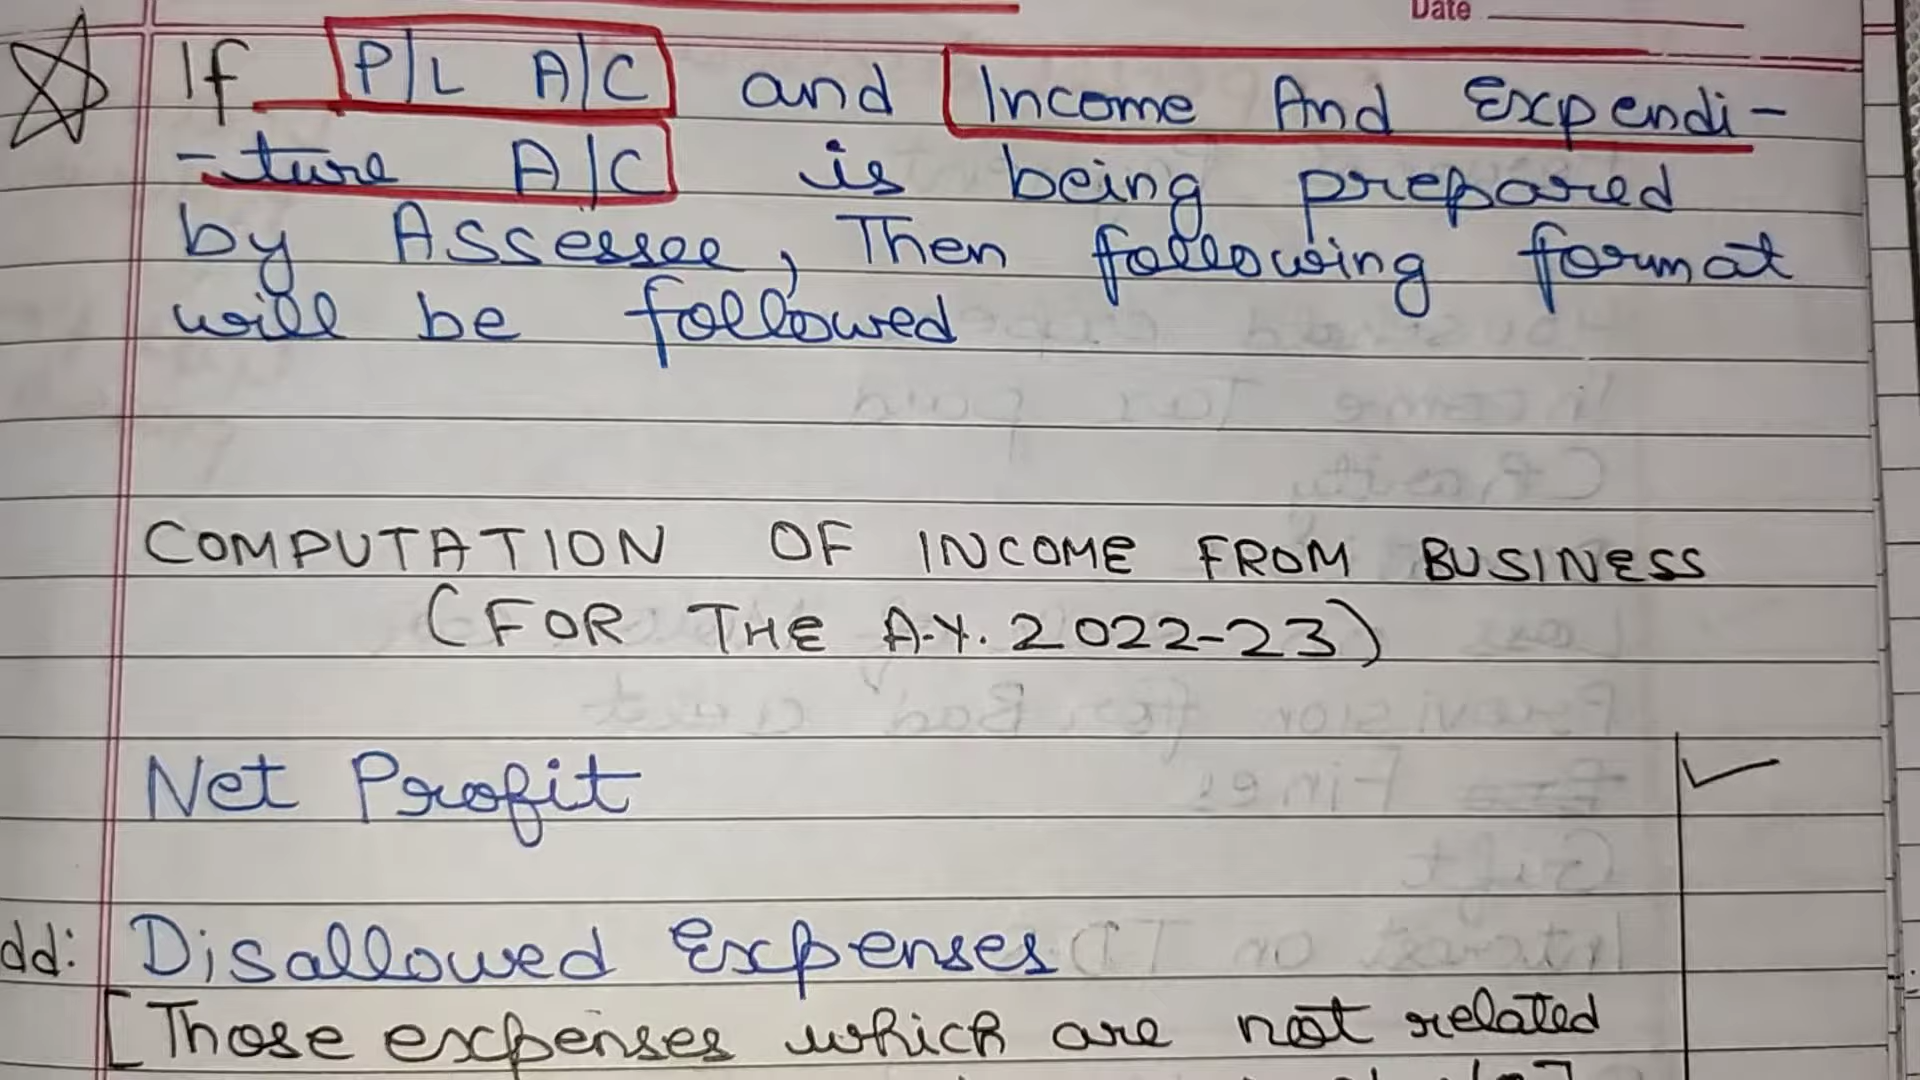 Date
If P/L A/C and Income And Expendi-
-ture A/C is being prepared
by Assessee, Then following format
will be followed
COMPUTATION OF INCOME FROM BUSINESS
(FOR THE A.Y. 2022-23)
Net Profit
dd: Disallowed Expenses
[Those expenses which are not related